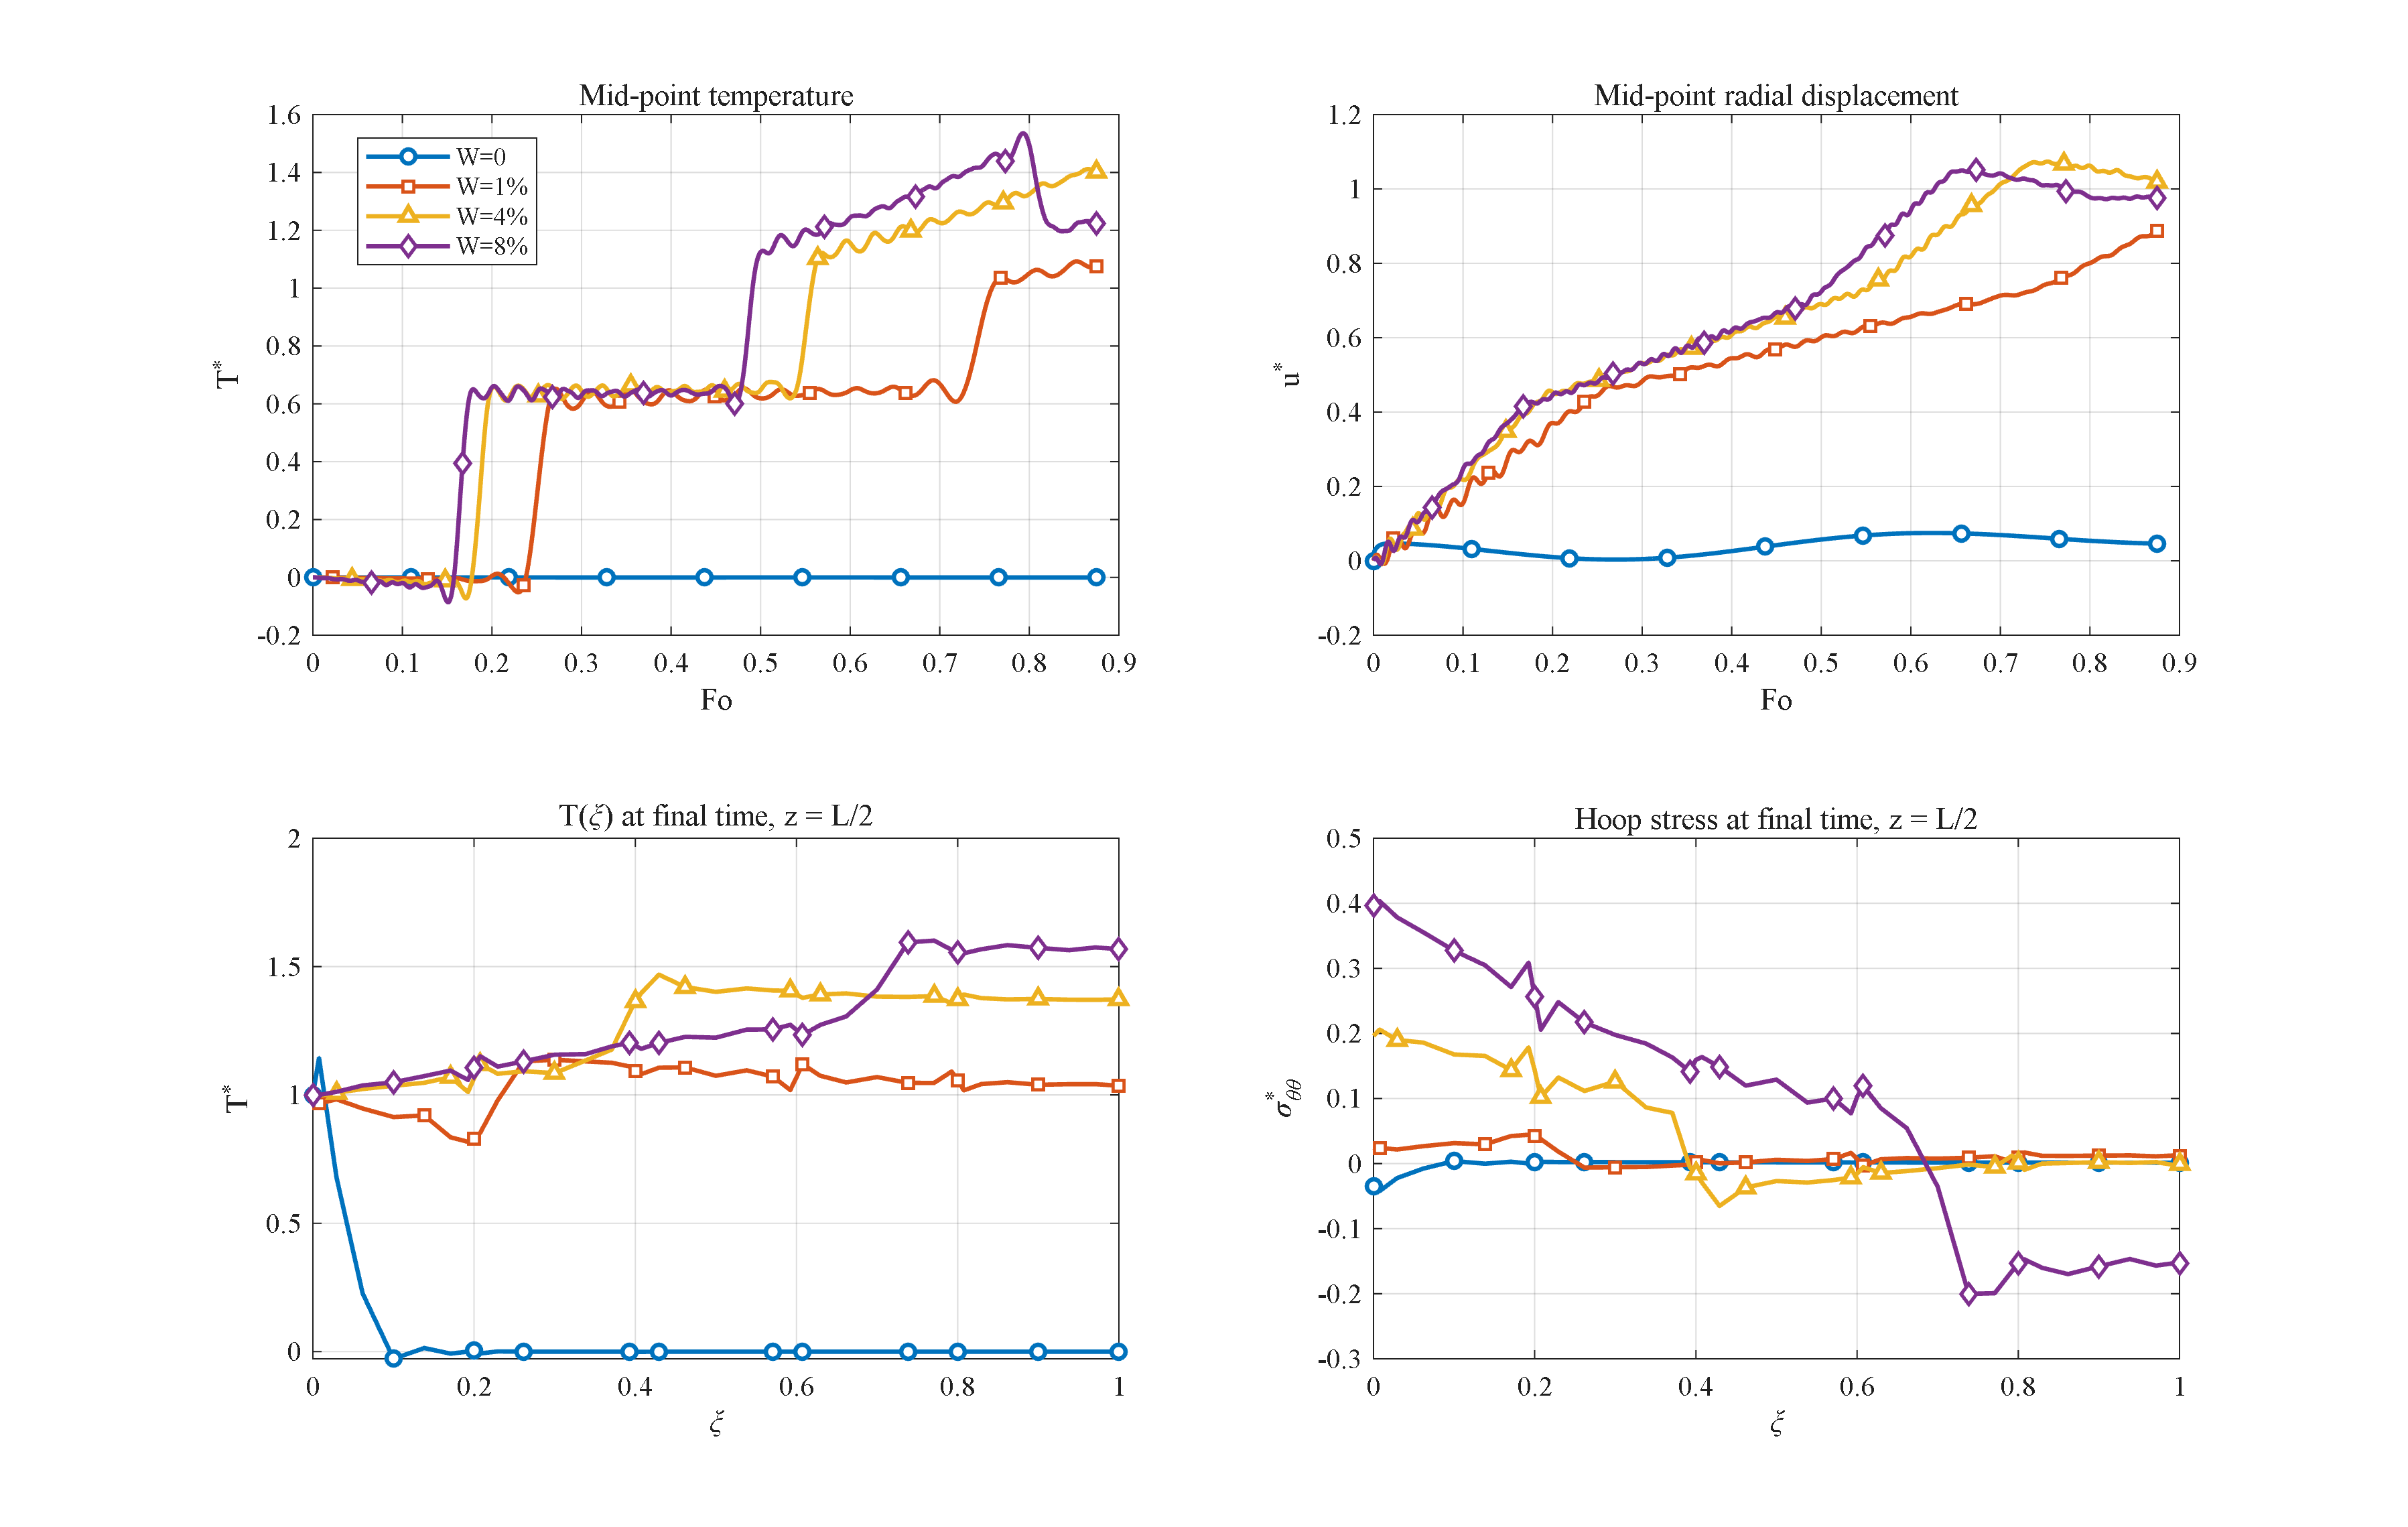 Mid-point temperature
1.6
1.4
1.2
1
0.8
0.6
0.4
0.2
0
-0.2
T*
W=0
W=1%
W=4%
W=8%
0 0.1 0.2 0.3 0.4 0.5 0.6 0.7 0.8 0.9
Fo
Mid-point radial displacement
1.2
1
0.8
0.6
0.4
0.2
0
-0.2
u*
0 0.1 0.2 0.3 0.4 0.5 0.6 0.7 0.8 0.9
Fo
T(ξ) at final time, z = L/2
2
1.5
1
0.5
0
T*
0 0.2 0.4 0.6 0.8 1
ξ
Hoop stress at final time, z = L/2
0.5
0.4
0.3
0.2
0.1
0
-0.1
-0.2
-0.3
σ*θθ
0 0.2 0.4 0.6 0.8 1
ξ